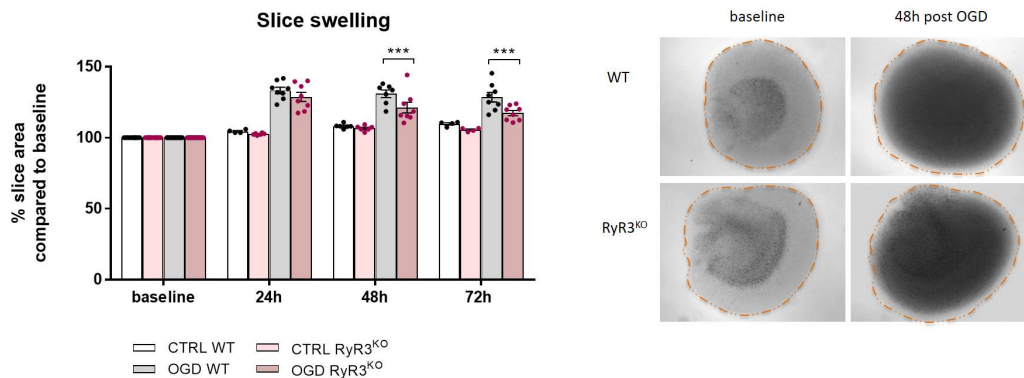 Slice swelling
% slice area
compared to baseline
150
100
50
0
***
***
baseline
24h
48h
72h
CTRL WT
CTRL RyR3KO
OGD WT
OGD RyR3KO
baseline
48h post OGD
WT
RyR3KO